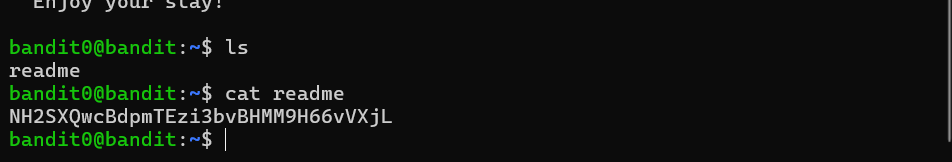 Enjoy your stay!
bandit0@bandit:~$ ls
readme
bandit0@bandit:~$ cat readme
NH2SXQwcBdpmTEzi3bvBHMM9H66vVXjL
bandit0@bandit:~$